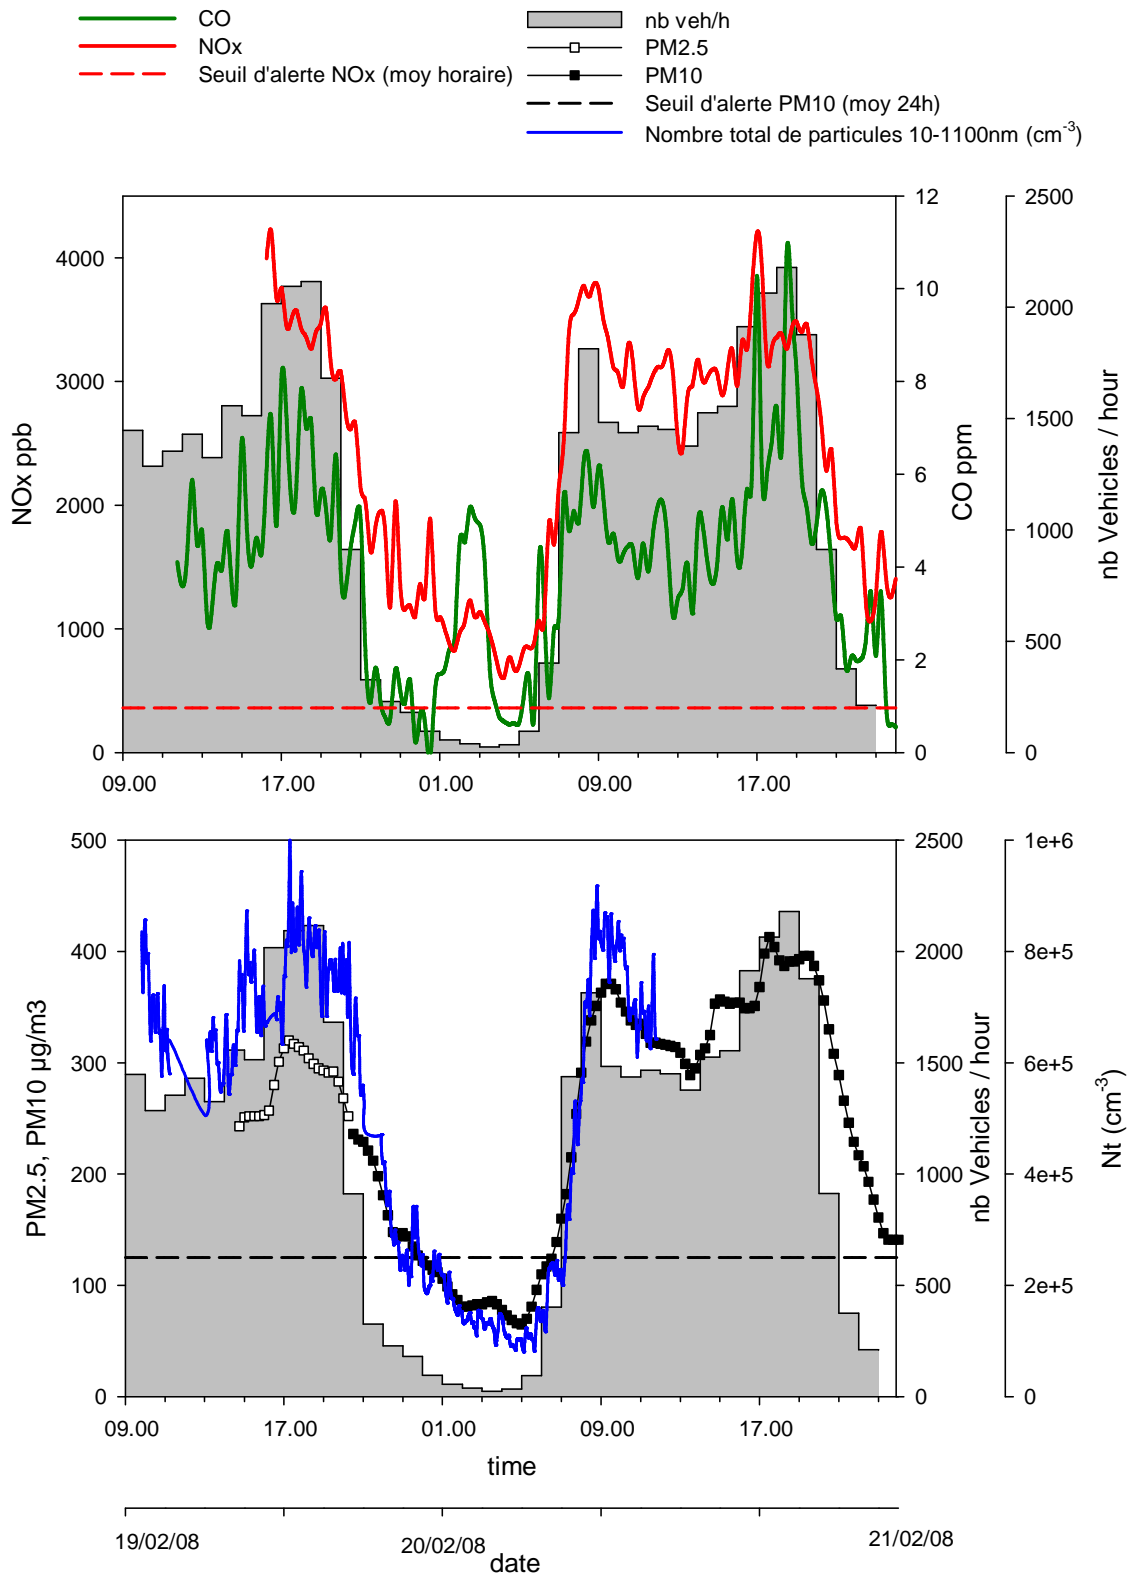 CO
NOx
Seuil d'alerte NOx (moy horaire)
nb veh/h
PM2.5
PM10
Seuil d'alerte PM10 (moy 24h)
Nombre total de particules 10-1100nm (cm-3)
NOx ppb
4000
3000
2000
1000
0
12
10
8
6
4
2
0
CO ppm
2500
2000
1500
1000
500
0
nb Vehicles / hour
09.00 17.00 01.00 09.00 17.00
PM2.5, PM10 µg/m3
500
400
300
200
100
0
2500
2000
1500
1000
500
0
nb Vehicles / hour
1e+6
8e+5
6e+5
4e+5
2e+5
0
Nt (cm-3)
09.00 17.00 01.00 09.00 17.00
time
19/02/08 20/02/08 21/02/08
date